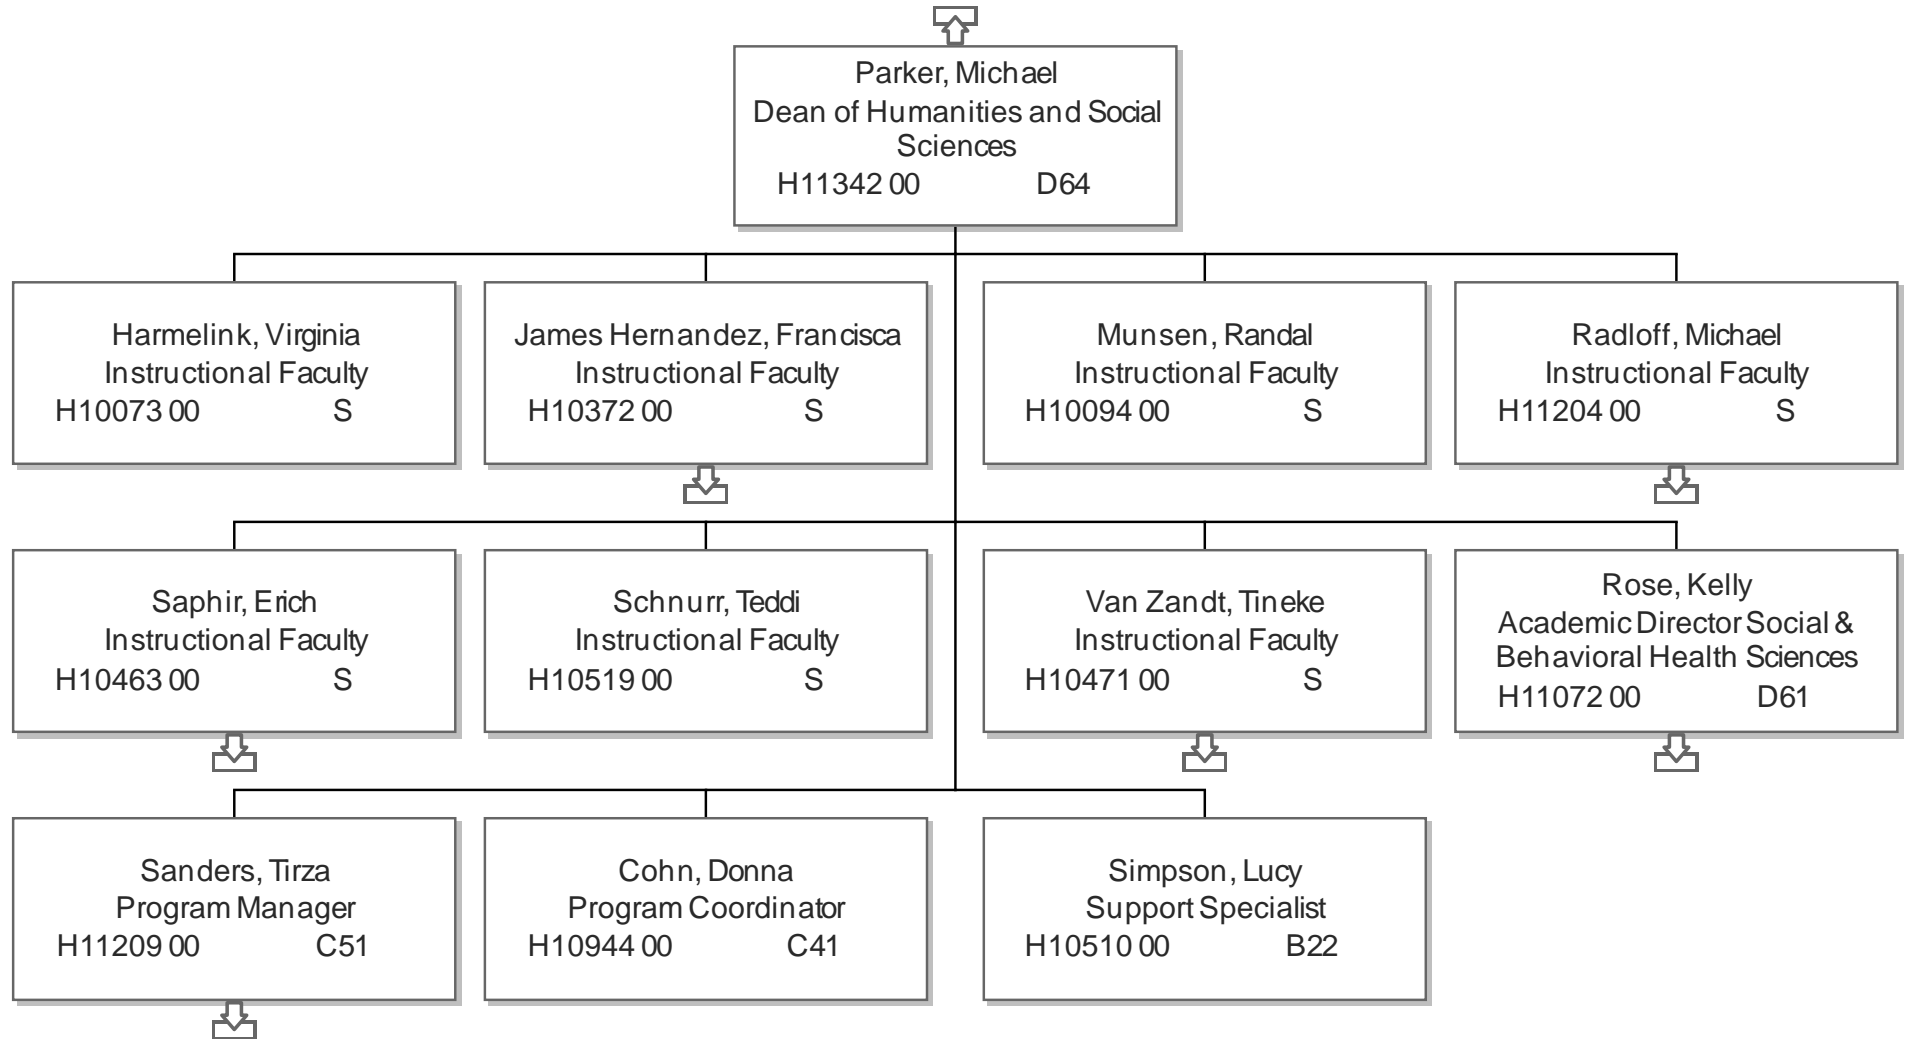 Parker, Michael
Dean of Humanities and Social
Sciences
H11342 00 D64
Harmelink, Virginia
Instructional Faculty
H10073 00 S
James Hernandez, Francisca
Instructional Faculty
H10372 00 S
Munsen, Randal
Instructional Faculty
H10094 00 S
Radloff, Michael
Instructional Faculty
H11204 00 S
Saphir, Erich
Instructional Faculty
H10463 00 S
Schnurr, Teddi
Instructional Faculty
H10519 00 S
Van Zandt, Tineke
Instructional Faculty
H10471 00 S
Rose, Kelly
Academic Director Social &
Behavioral Health Sciences
H11072 00 D61
Sanders, Tirza
Program Manager
H11209 00 C51
Cohn, Donna
Program Coordinator
H10944 00 C41
Simpson, Lucy
Support Specialist
H10510 00 B22